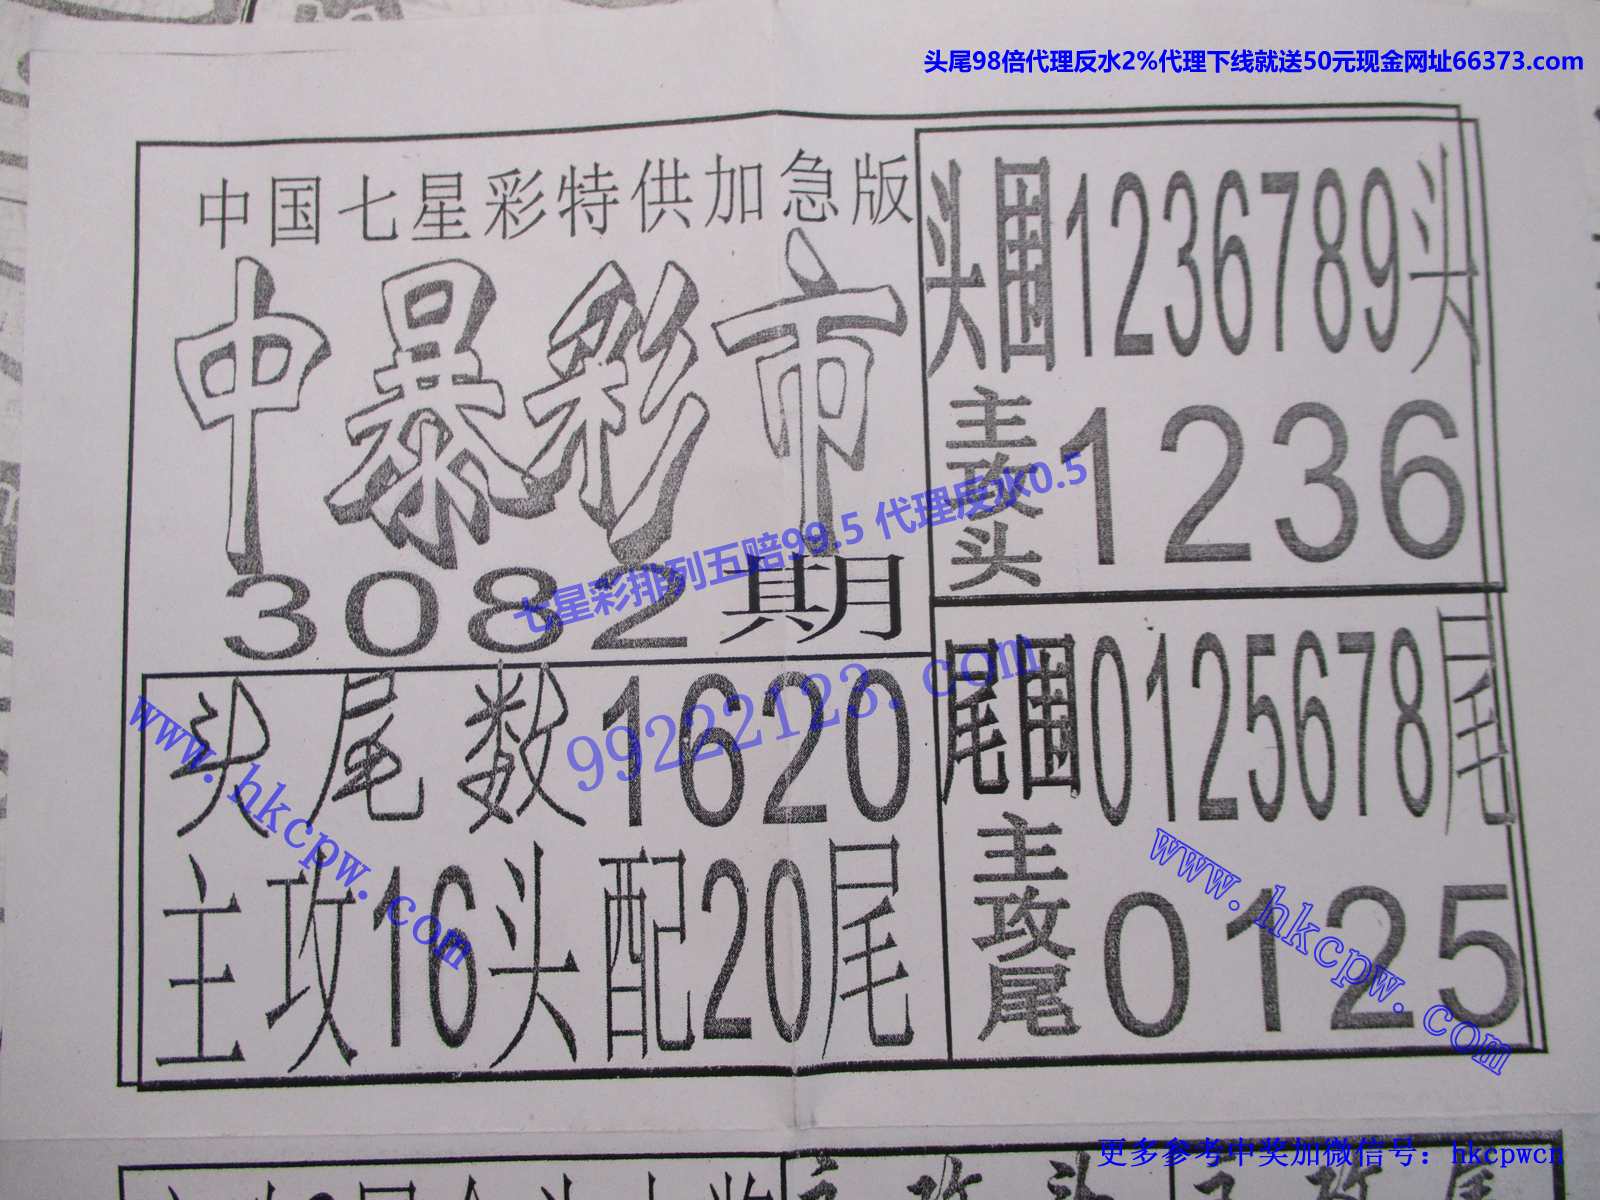 头尾98倍代理反水2%代理下线就送50元现金网址66373.com
中国七星彩特供加急版
中暴彩市
3082期
七星彩排列五赔99.5 代理反水0.5
头围1236789头
主攻头1236
头尾数1620
主攻16头配20尾
99222123.com
www.hkcpw.com
尾围0125678尾
主攻尾0125
www.hkcpw.com
更多参考中奖加微信号：hkcpwcn
主攻头